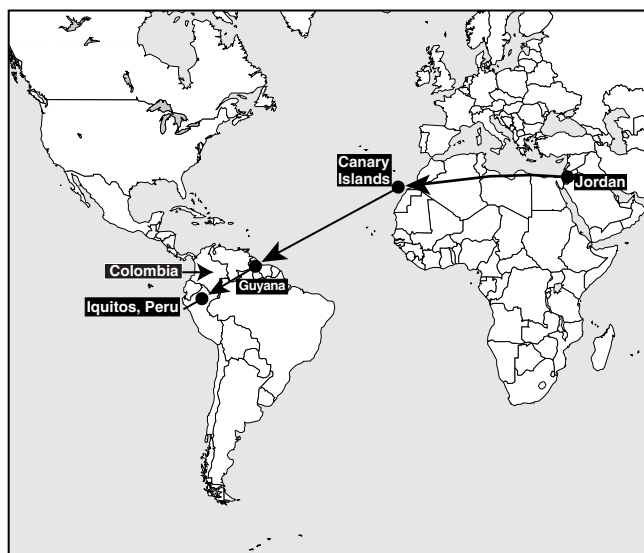 Canary
Islands
Jordan
Colombia
Guyana
Iquitos, Peru